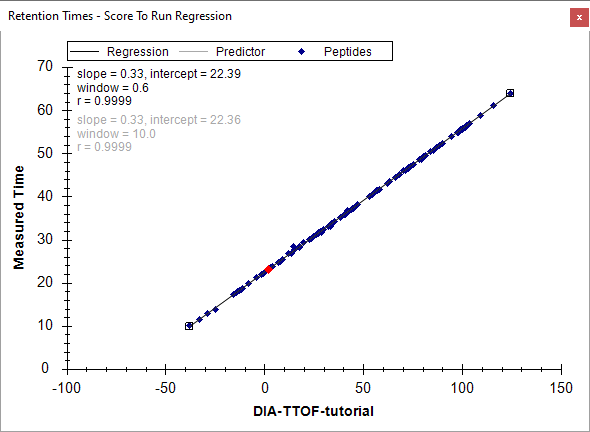 Retention Times - Score To Run Regression
x
Regression Predictor Peptides
slope = 0.33, intercept = 22.39
window = 0.6
r = 0.9999
slope = 0.33, intercept = 22.36
window = 10.0
r = 0.9999
Measured Time
70
60
50
40
30
20
10
0
-100 -50 0 50 100 150
DIA-TTOF-tutorial